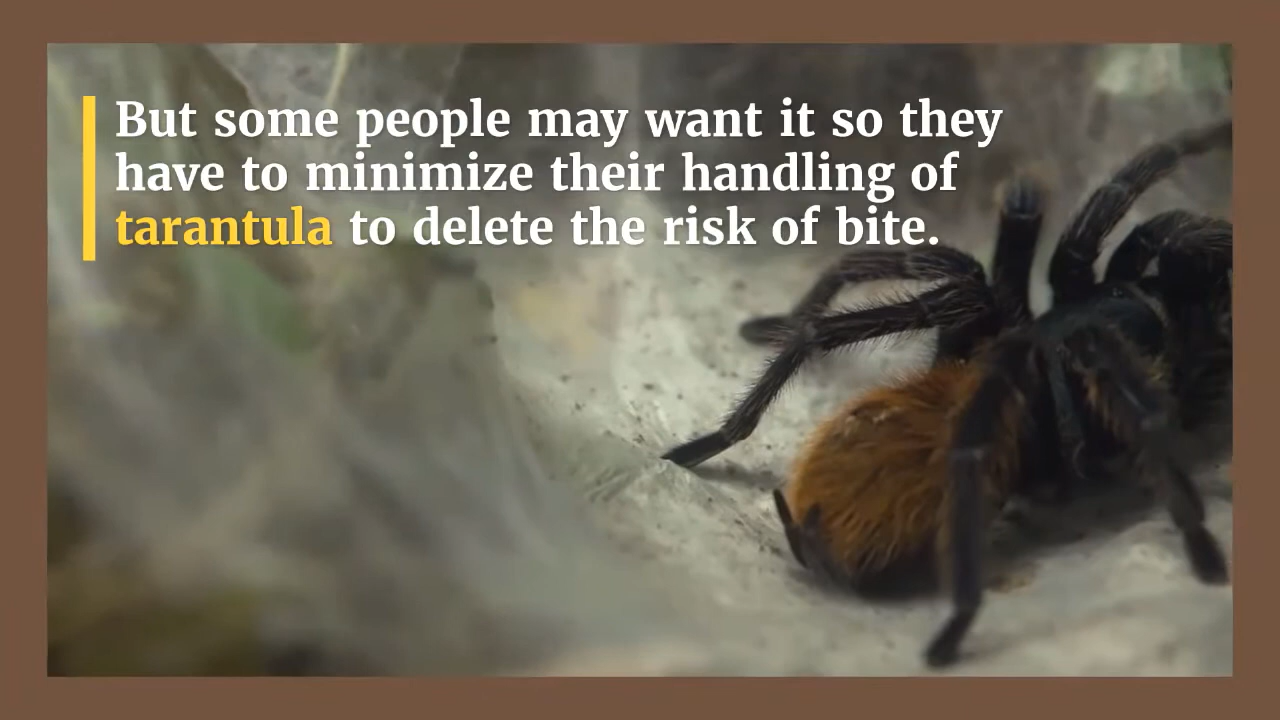 But some people may want it so they
have to minimize their handling of
tarantula to delete the risk of bite.